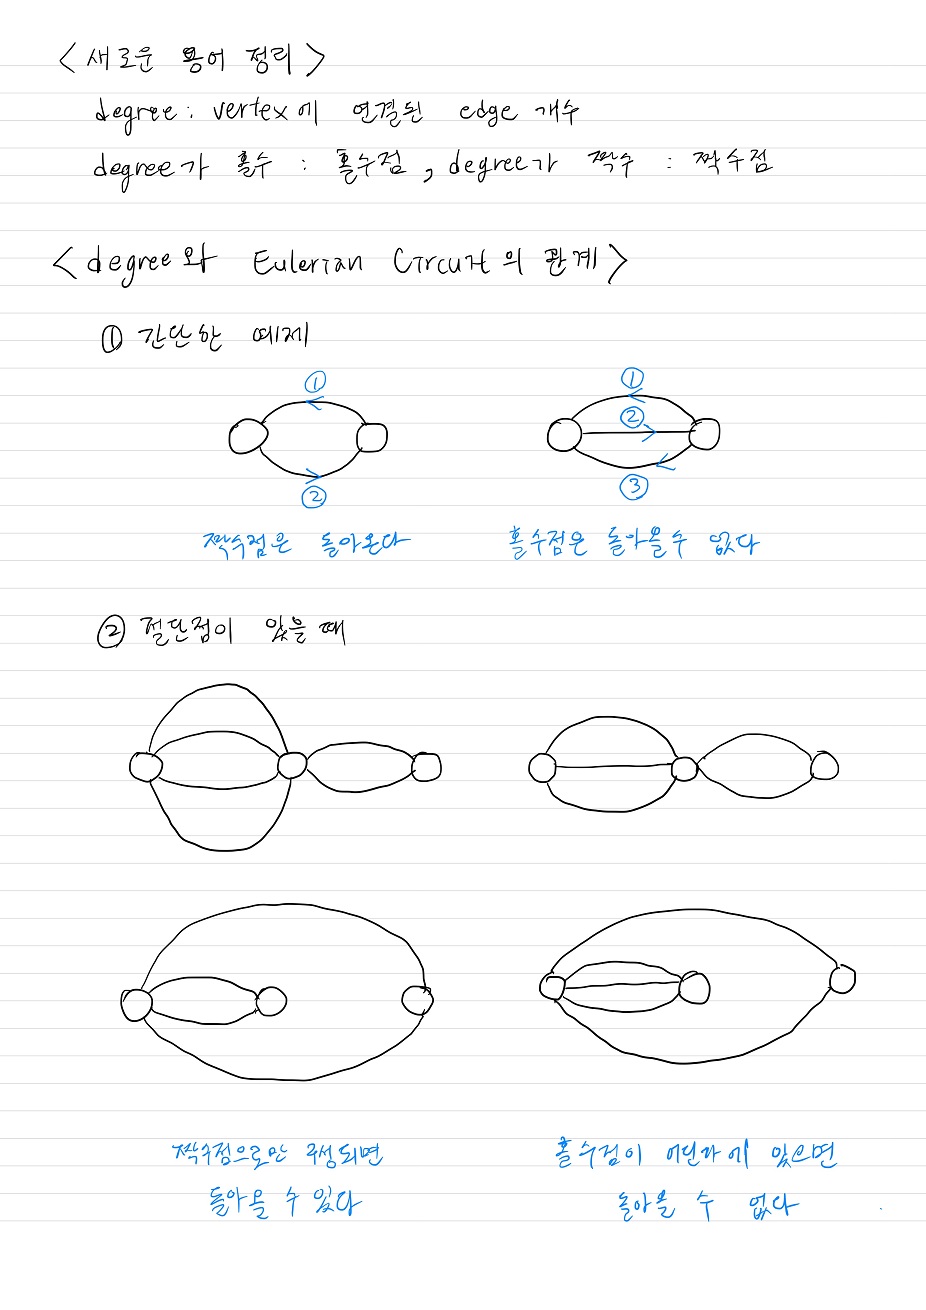 <새로운 용어 정리>
degree : vertex에 연결된 edge 개수
degree가 홀수 : 홀수점, degree가 짝수 : 짝수점
<degree와 Eulerian Circuit의 관계>
① 간단한 예제
① ①
②
② ③
짝수점은 돌아온다 홀수점은 돌아올 수 없다
② 절단점이 있을 때
짝수점으로만 구성되면 홀수점이 어딘가에 있으면
돌아올 수 있다 돌아올 수 없다